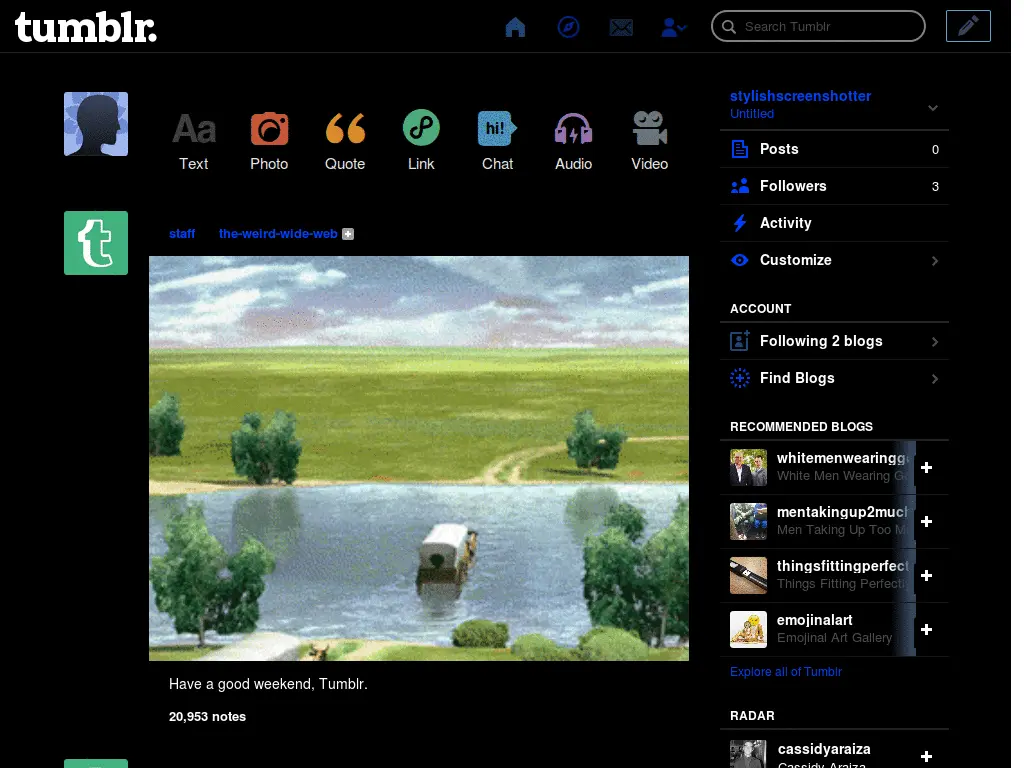 tumblr.
Search Tumblr
Aa
hi!
Text
Photo
Quote
Link
Chat
Audio
Video
t
staff the-weird-wide-web
Have a good weekend, Tumblr.
20,953 notes
stylishscreenshotter
Untitled
Posts 0
Followers 3
Activity
Customize
ACCOUNT
Following 2 blogs
Find Blogs
RECOMMENDED BLOGS
whitemenwearingg
White Men Wearing G
mentakingup2much
Men Taking Up Too M
thingsfittingperfect
Things Fitting Perfectl
emojinalart
Emojinal Art Gallery
Explore all of Tumblr
RADAR
cassidyaraiza
Cassidy Araiza